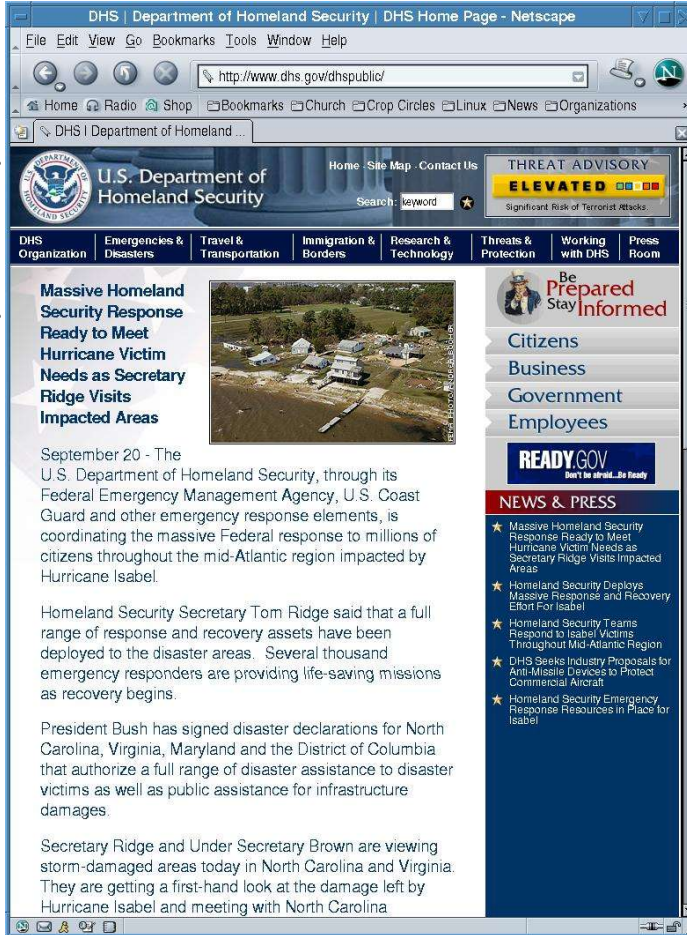 DHS | Department of Homeland Security | DHS Home Page - Netscape
File Edit View Go Bookmarks Tools Window Help
http://www.dhs.gov/dhspublic/
N
Home Radio Shop Bookmarks Church Crop Circles Linux News Organizations
DHS | Department of Homeland ...
U.S. Department of
Homeland Security
Home - Site Map - Contact Us
Search: keyword
THREAT ADVISORY
ELEVATED
Significant Risk of Terrorist Attacks.
DHS
Organization
Emergencies &
Disasters
Travel &
Transportation
Immigration &
Borders
Research &
Technology
Threats &
Protection
Working
with DHS
Press
Room
Massive Homeland
Security Response
Ready to Meet
Hurricane Victim
Needs as Secretary
Ridge Visits
Impacted Areas
September 20 - The
U.S. Department of Homeland Security, through its
Federal Emergency Management Agency, U.S. Coast
Guard and other emergency response elements, is
coordinating the massive Federal response to millions of
citizens throughout the mid-Atlantic region impacted by
Hurricane Isabel.
Homeland Security Secretary Tom Ridge said that a full
range of response and recovery assets have been
deployed to the disaster areas. Several thousand
emergency responders are providing life-saving missions
as recovery begins.
President Bush has signed disaster declarations for North
Carolina, Virginia, Maryland and the District of Columbia
that authorize a full range of disaster assistance to disaster
victims as well as public assistance for infrastructure
damages.
Secretary Ridge and Under Secretary Brown are viewing
storm-damaged areas today in North Carolina and Virginia.
They are getting a first-hand look at the damage left by
Hurricane Isabel and meeting with North Carolina
Be
Prepared
Stay Informed
Citizens
Business
Government
Employees
READY.GOV
Don't be afraid...Be Ready
NEWS & PRESS
Massive Homeland Security
Response Ready to Meet
Hurricane Victim Needs as
Secretary Ridge Visits Impacted
Areas
Homeland Security Deploys
Massive Response and Recovery
Effort For Isabel
Homeland Security Teams
Respond to Isabel Victims
Throughout Mid-Atlantic Region
DHS Seeks Industry Proposals for
Anti-Missile Devices to Protect
Commercial Aircraft
Homeland Security Emergency
Response Resources in Place for
Isabel